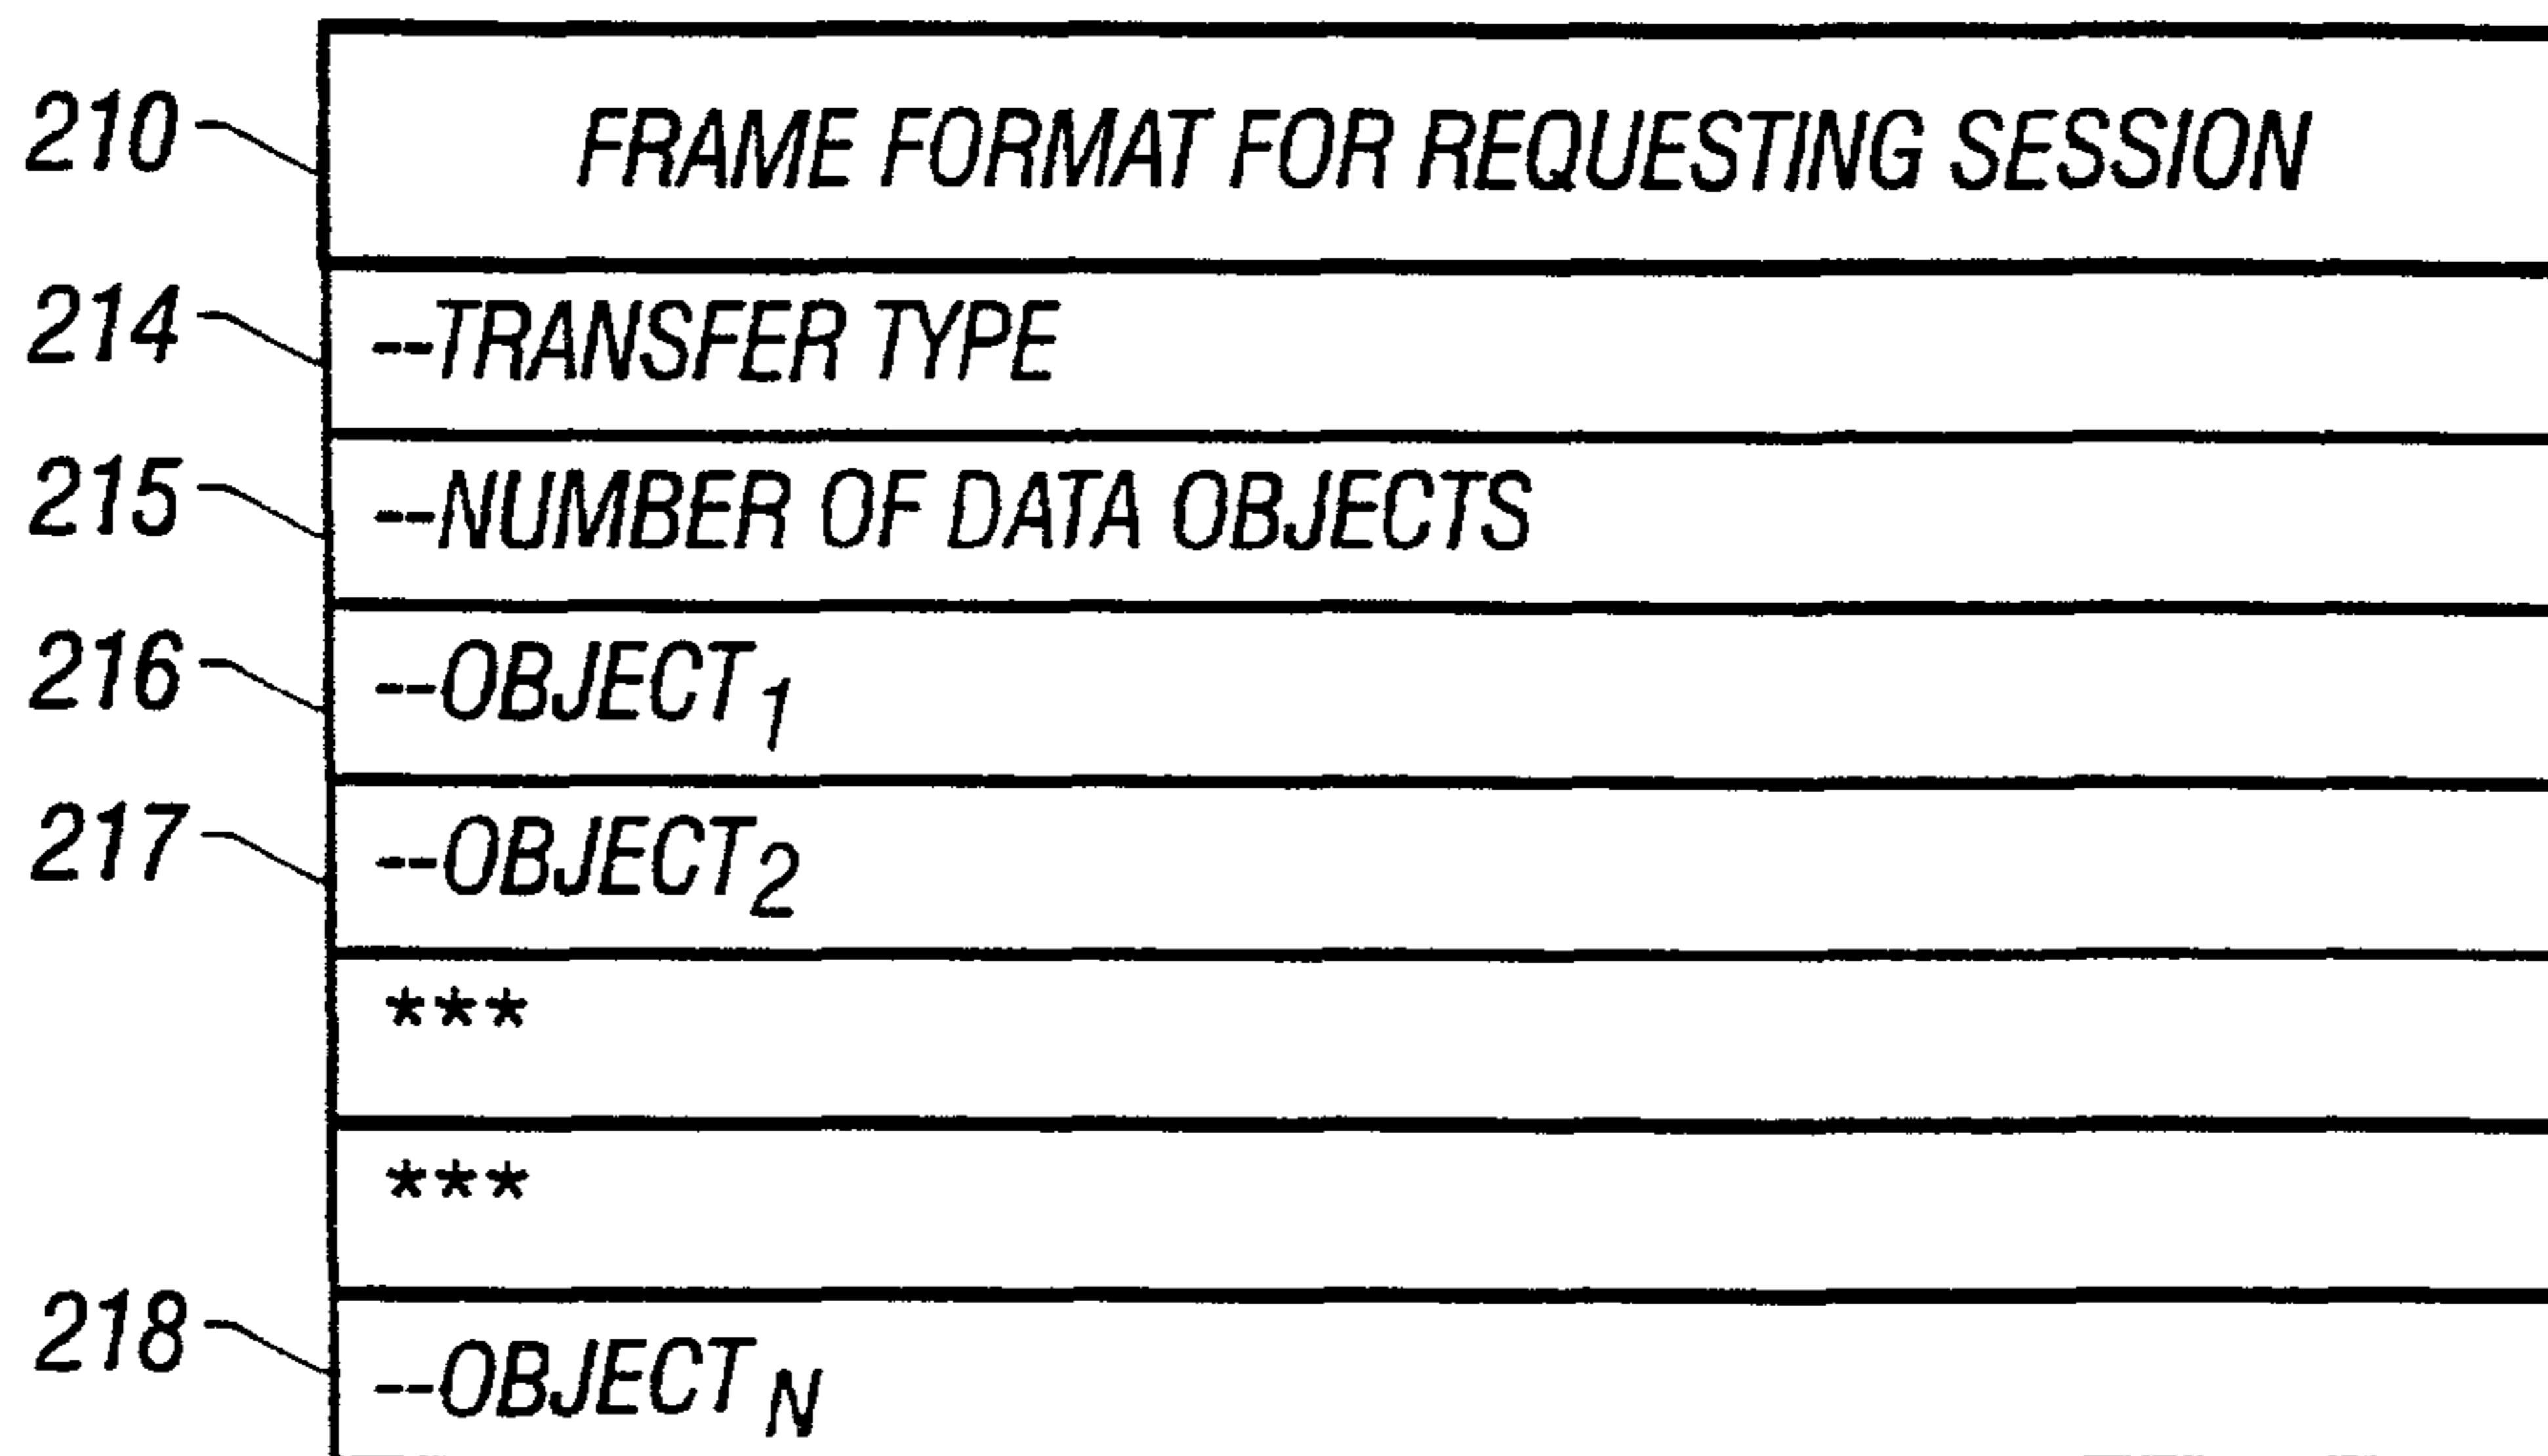 210 FRAME FORMAT FOR REQUESTING SESSION
214 --TRANSFER TYPE
215 --NUMBER OF DATA OBJECTS
216 --OBJECT1
217 --OBJECT2
***
***
218 --OBJECT N